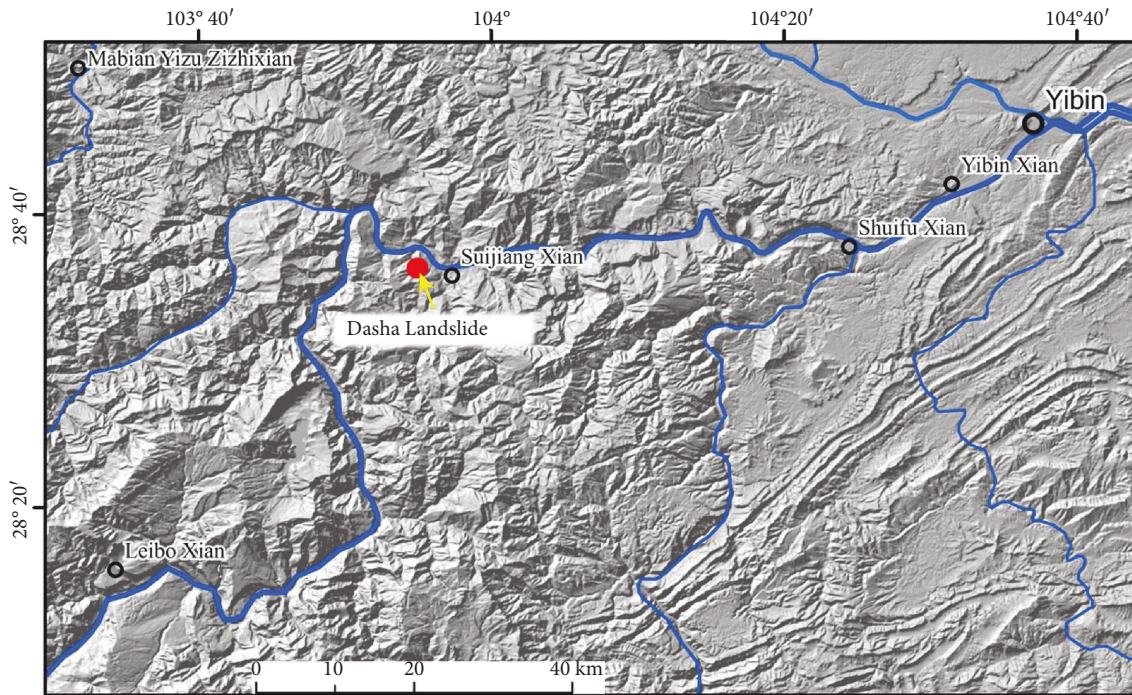 103° 40′ 104° 104° 20′ 104° 40′
Mabian Yizu Zizhixian
Yibin
Yibin Xian
28° 40′
Shuifu Xian
Suijiang Xian
Dasha Landslide
28° 20′
Leibo Xian
0 10 20 40 km